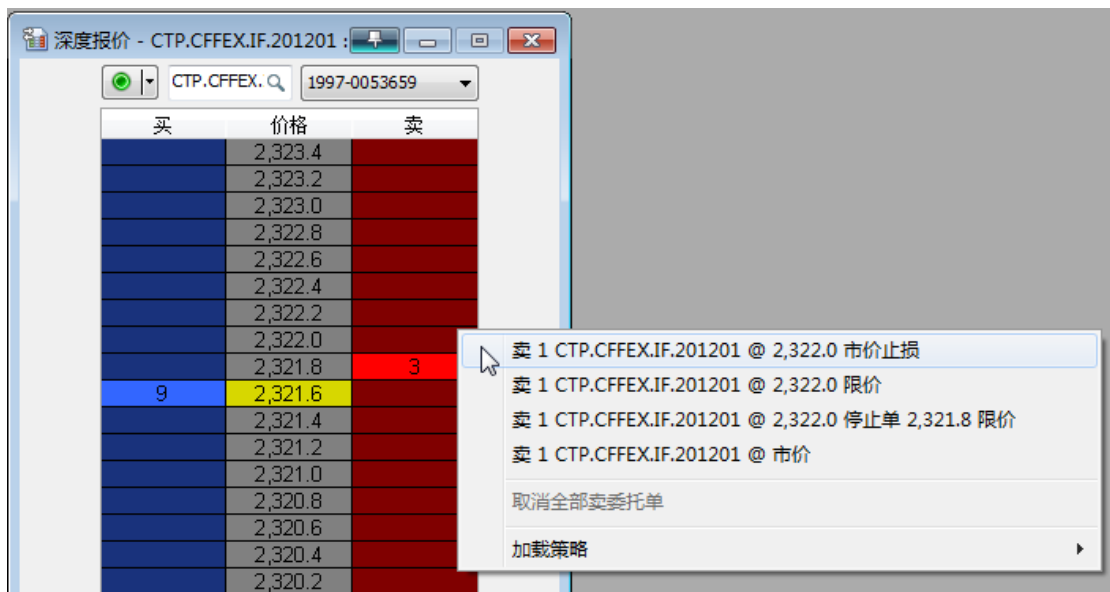 深度报价 - CTP.CFFEX.IF.201201 :
CTP.CFFEX. 1997-0053659
买 价格 卖
2,323.4
2,323.2
2,323.0
2,322.8
2,322.6
2,322.4
2,322.2
2,322.0
2,321.8 3
9 2,321.6
2,321.4
2,321.2
2,321.0
2,320.8
2,320.6
2,320.4
2,320.2
卖 1 CTP.CFFEX.IF.201201 @ 2,322.0 市价止损
卖 1 CTP.CFFEX.IF.201201 @ 2,322.0 限价
卖 1 CTP.CFFEX.IF.201201 @ 2,322.0 停止单 2,321.8 限价
卖 1 CTP.CFFEX.IF.201201 @ 市价
取消全部卖委托单
加载策略